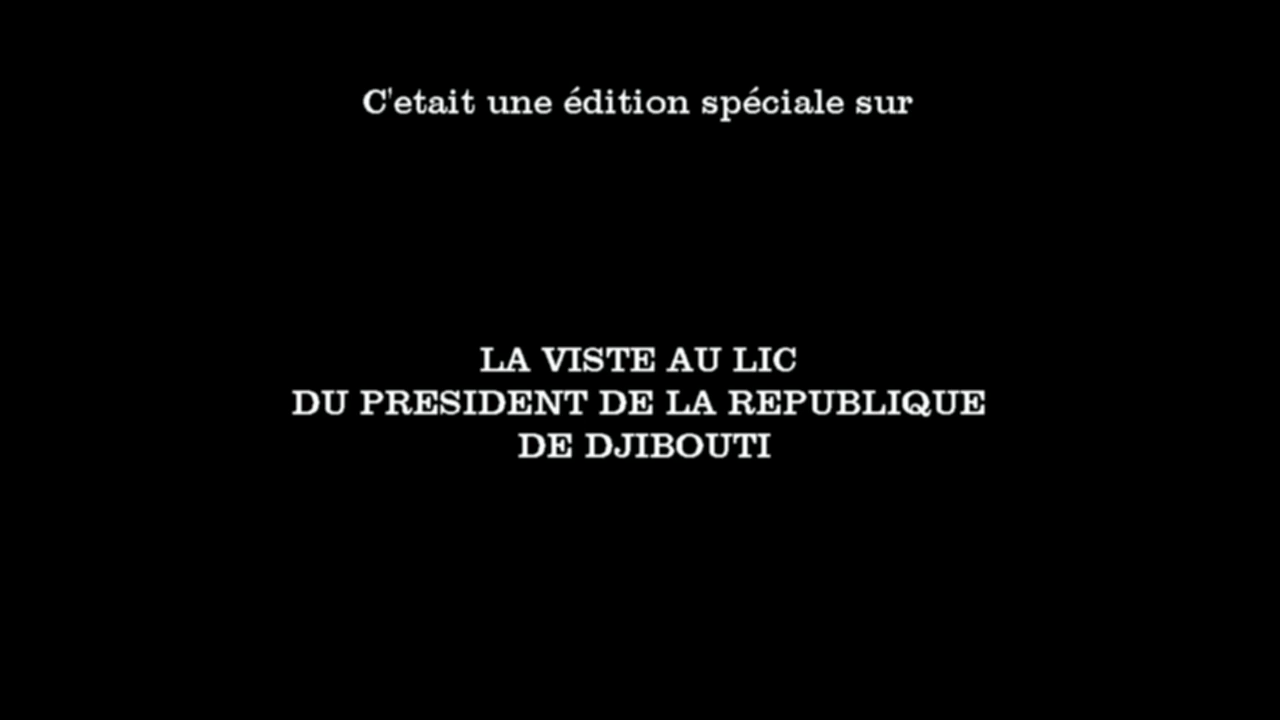 C'etait une édition spéciale sur
LA VISTE AU LIC
DU PRESIDENT DE LA REPUBLIQUE
DE DJIBOUTI